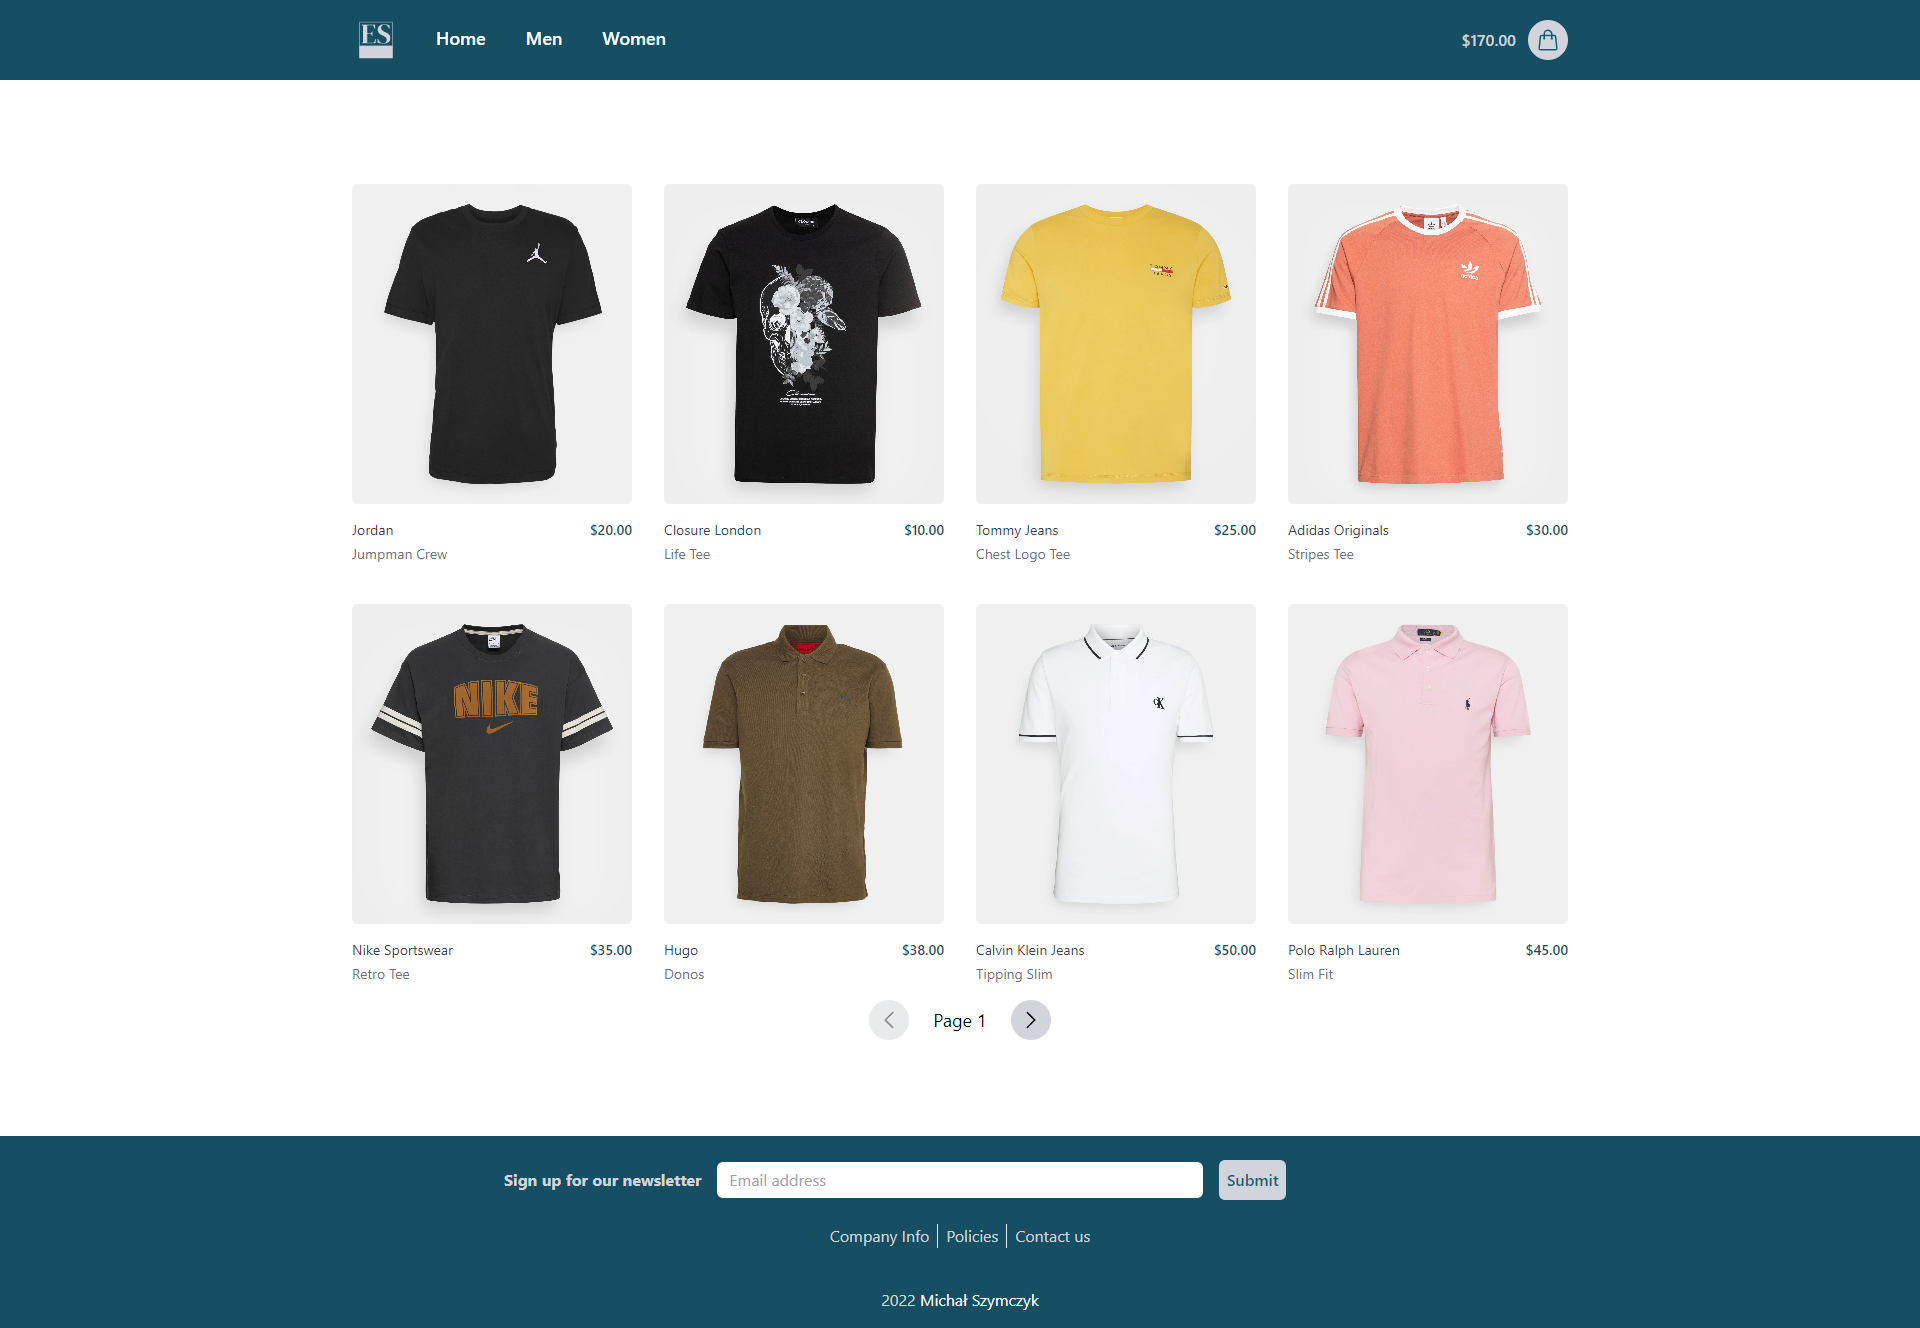 ES
Home Men Women
$170.00
Jordan $20.00
Jumpman Crew
Closure London $10.00
Life Tee
Tommy Jeans $25.00
Chest Logo Tee
Adidas Originals $30.00
Stripes Tee
adidas
NIKE
CK
Nike Sportswear $35.00
Retro Tee
Hugo $38.00
Donos
Calvin Klein Jeans $50.00
Tipping Slim
Polo Ralph Lauren $45.00
Slim Fit
Page 1
Sign up for our newsletter Email address Submit
Company Info Policies Contact us
2022 Michał Szymczyk